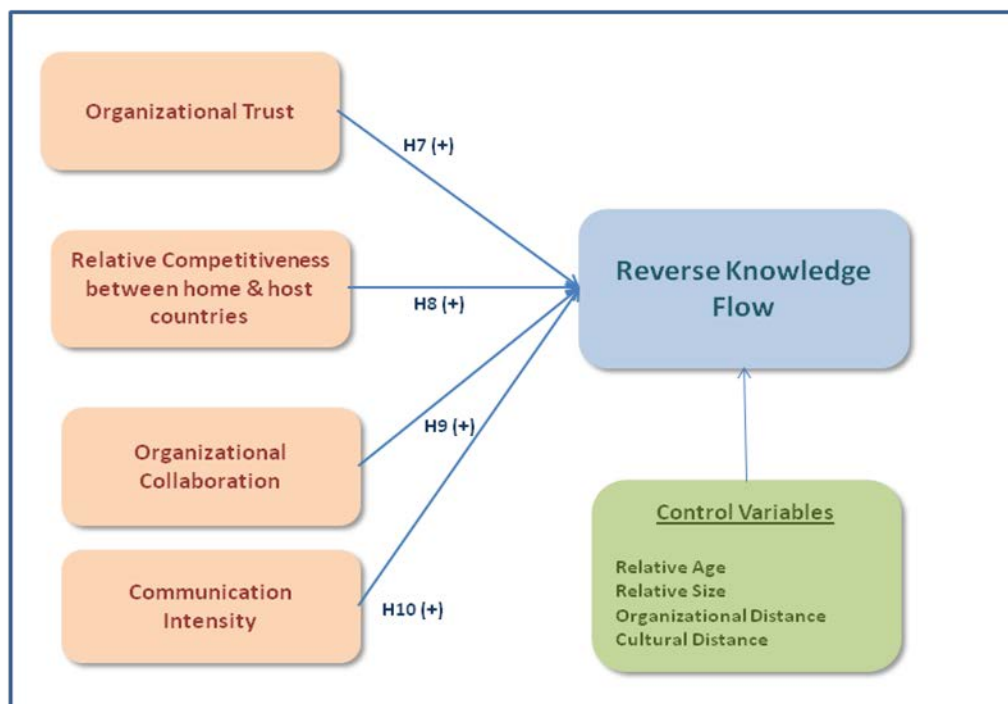 Organizational Trust
H7 (+)
Relative Competitiveness
between home & host
countries
H8 (+)
Reverse Knowledge
Flow
Organizational
Collaboration
H9 (+)
Communication
Intensity
H10 (+)
Control Variables
Relative Age
Relative Size
Organizational Distance
Cultural Distance